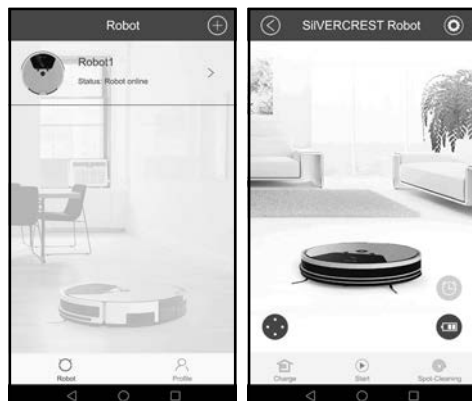 Robot
Robot1
Status: Robot online
Robot
Profile
SilVERCREST Robot
Charge
Start
Spot-Cleaning